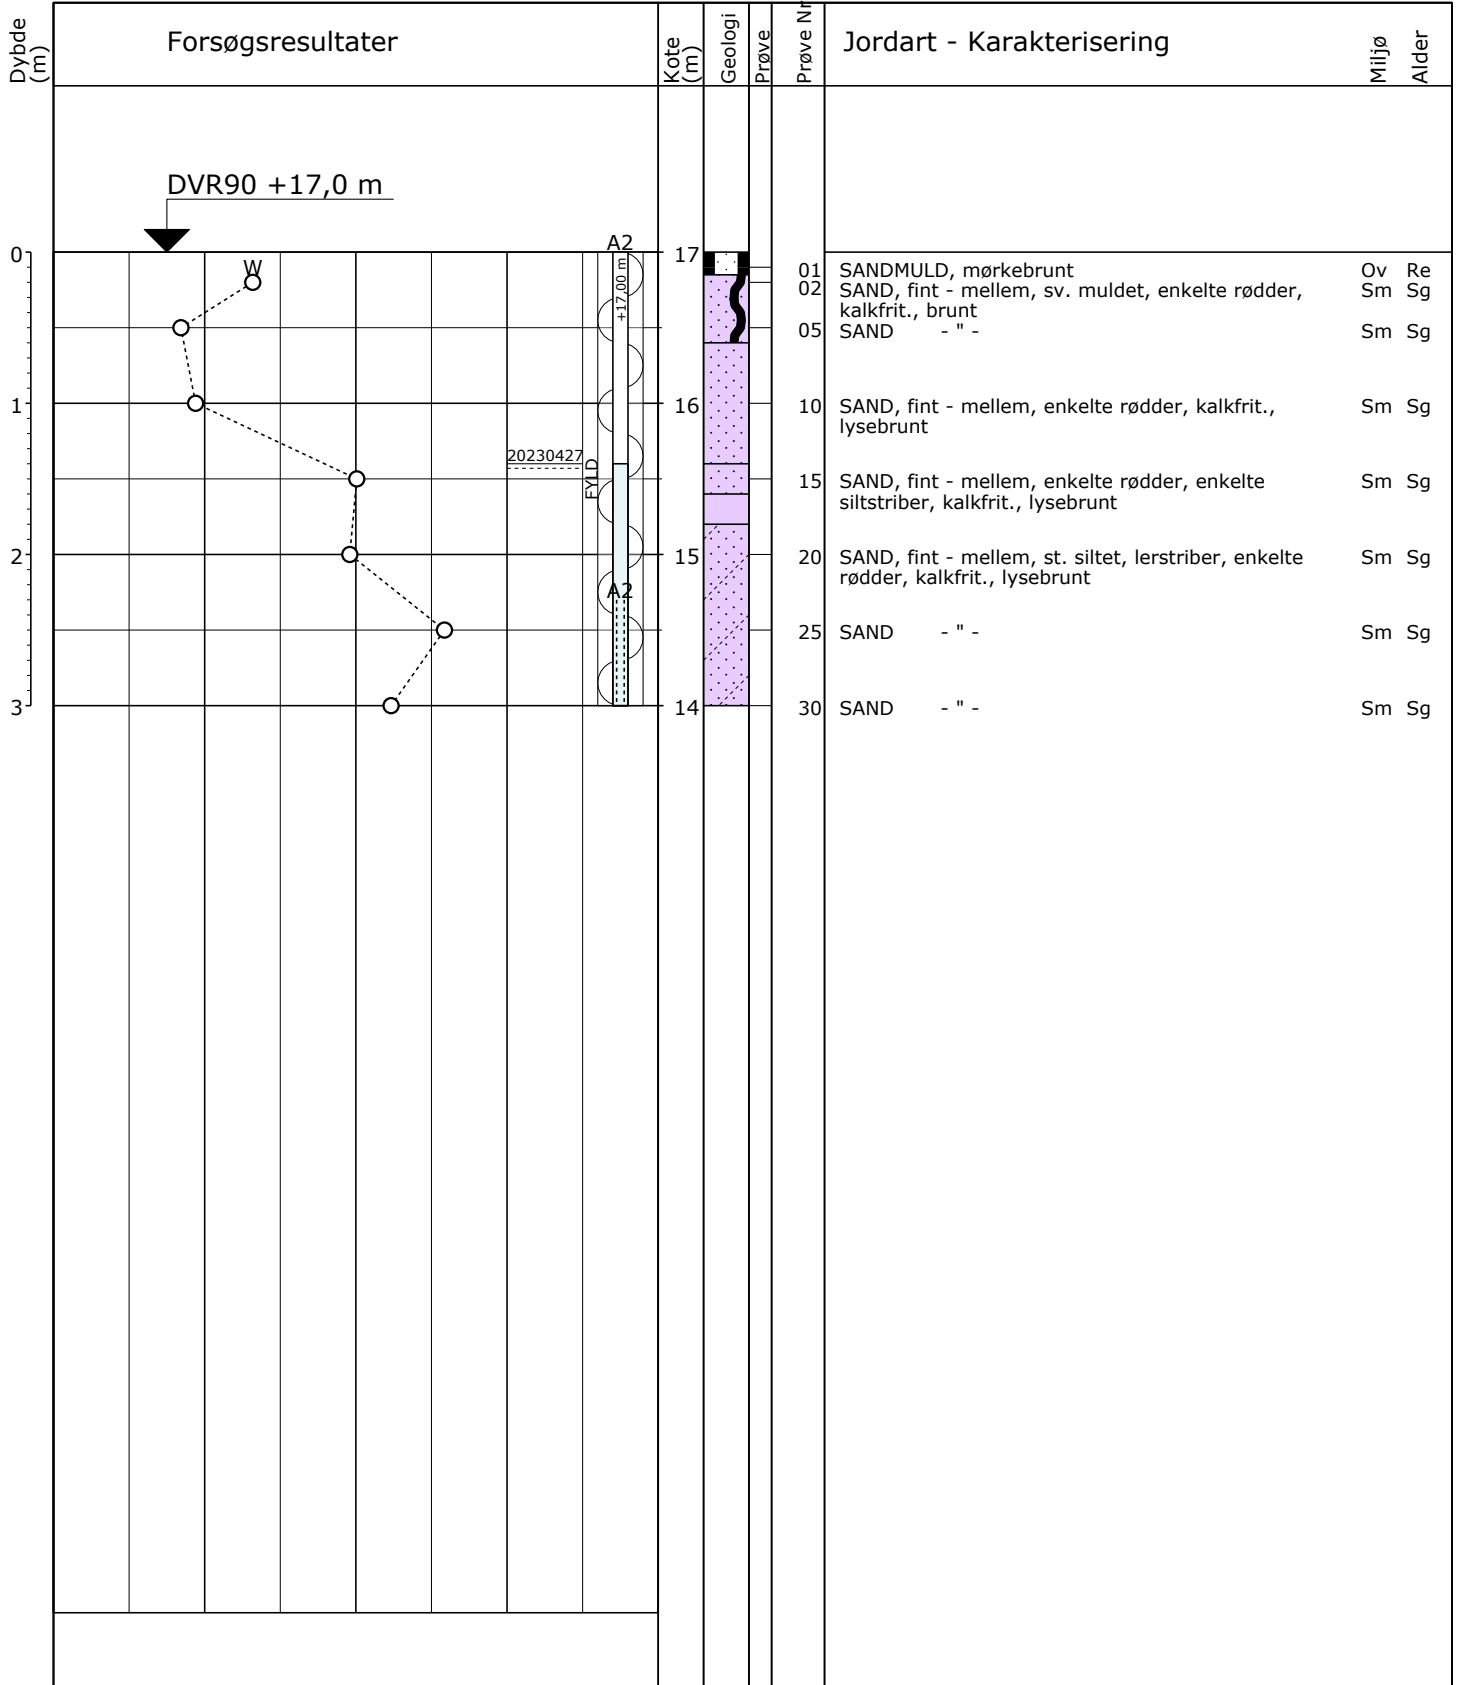 Dybde
(m)
Forsøgsresultater
Kote
(m)
Geologi
Prøve
Prøve Nr
Jordart - Karakterisering
Miljø
Alder
DVR90 +17,0 m
0
W
A2
+17,00 m
17
01 SANDMULD, mørkebrunt Ov Re
02 SAND, fint - mellem, sv. muldet, enkelte rødder, Sm Sg
kalkfrit., brunt
05 SAND - " - Sm Sg
1
16
10 SAND, fint - mellem, enkelte rødder, kalkfrit., Sm Sg
lysebrunt
20230427
FYLD
15 SAND, fint - mellem, enkelte rødder, enkelte Sm Sg
siltstriber, kalkfrit., lysebrunt
2
15
20 SAND, fint - mellem, st. siltet, lerstriber, enkelte Sm Sg
rødder, kalkfrit., lysebrunt
A2
25 SAND - " - Sm Sg
3
14
30 SAND - " - Sm Sg